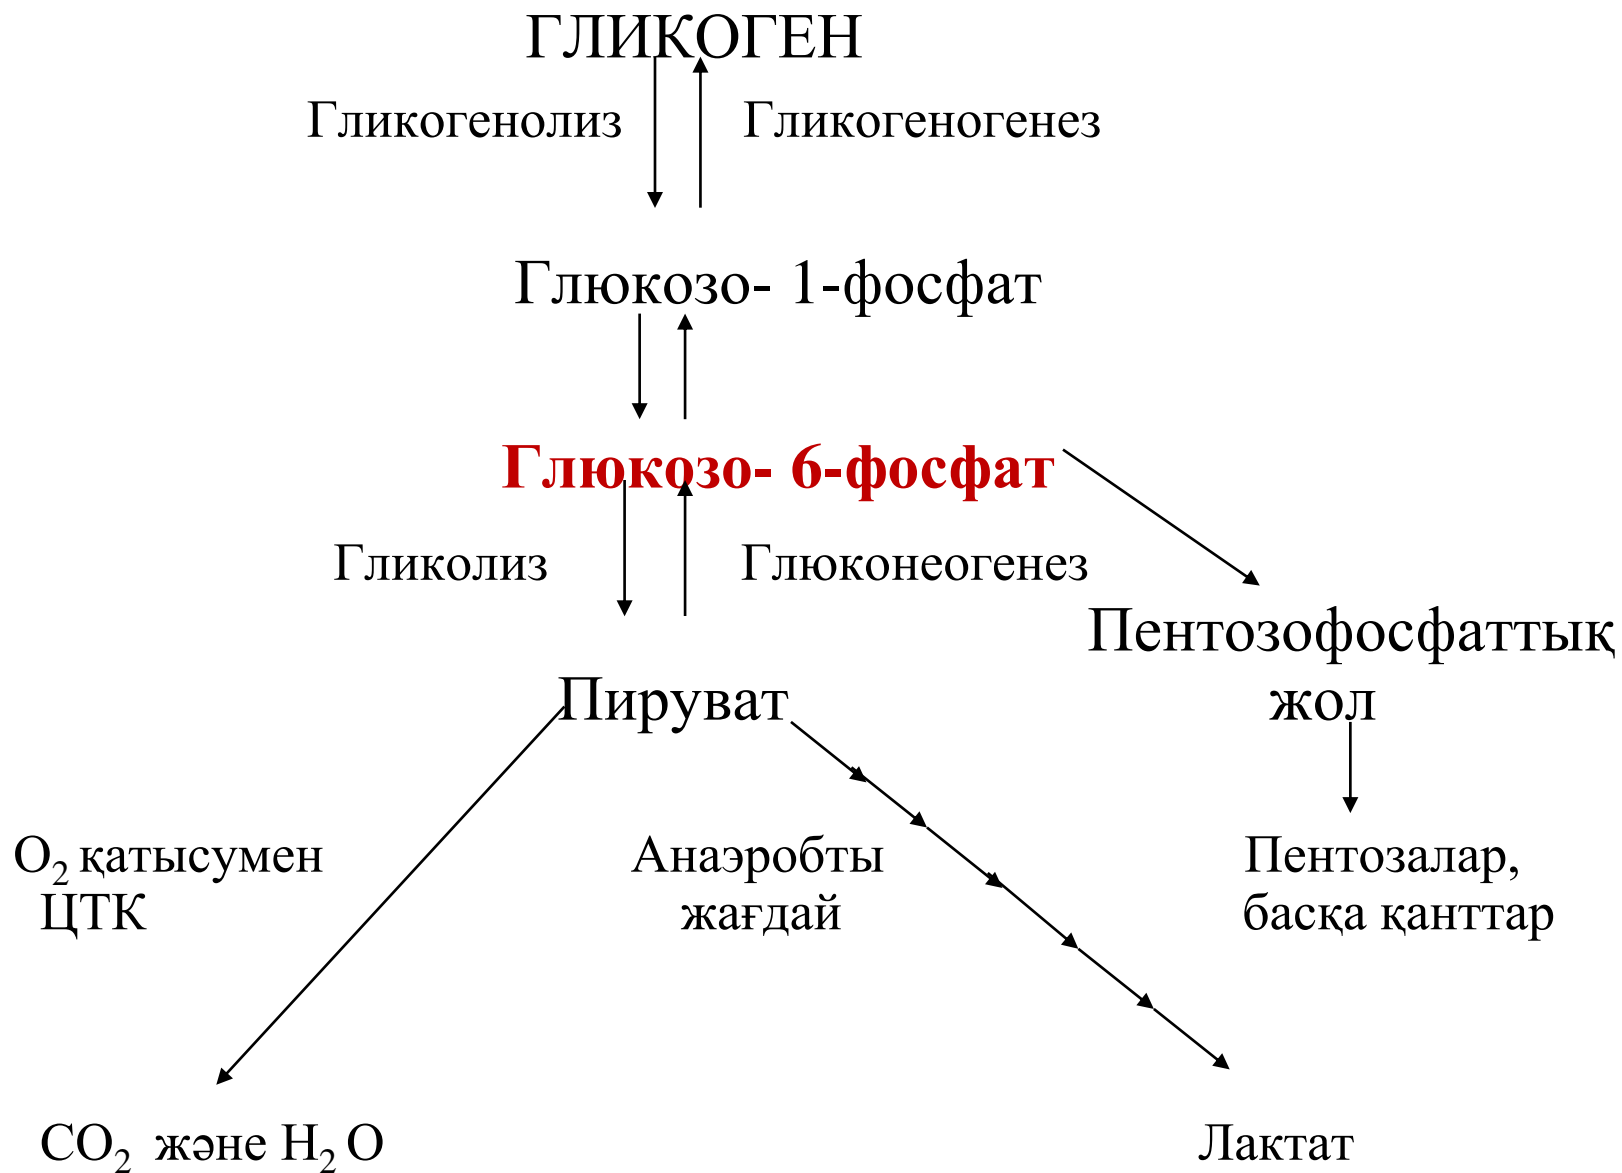 ГЛИКОГЕН
Гликогенолиз
Гликогеногенез
Глюкозо- 1-фосфат
Глюкозо- 6-фосфат
Гликолиз
Глюконеогенез
Пентозофосфаттық
жол
Пируват
O₂ қатысумен
ЦТК
Анаэробты
жағдай
Пентозалар,
басқа қанттар
CO₂ және H₂ O
Лактат